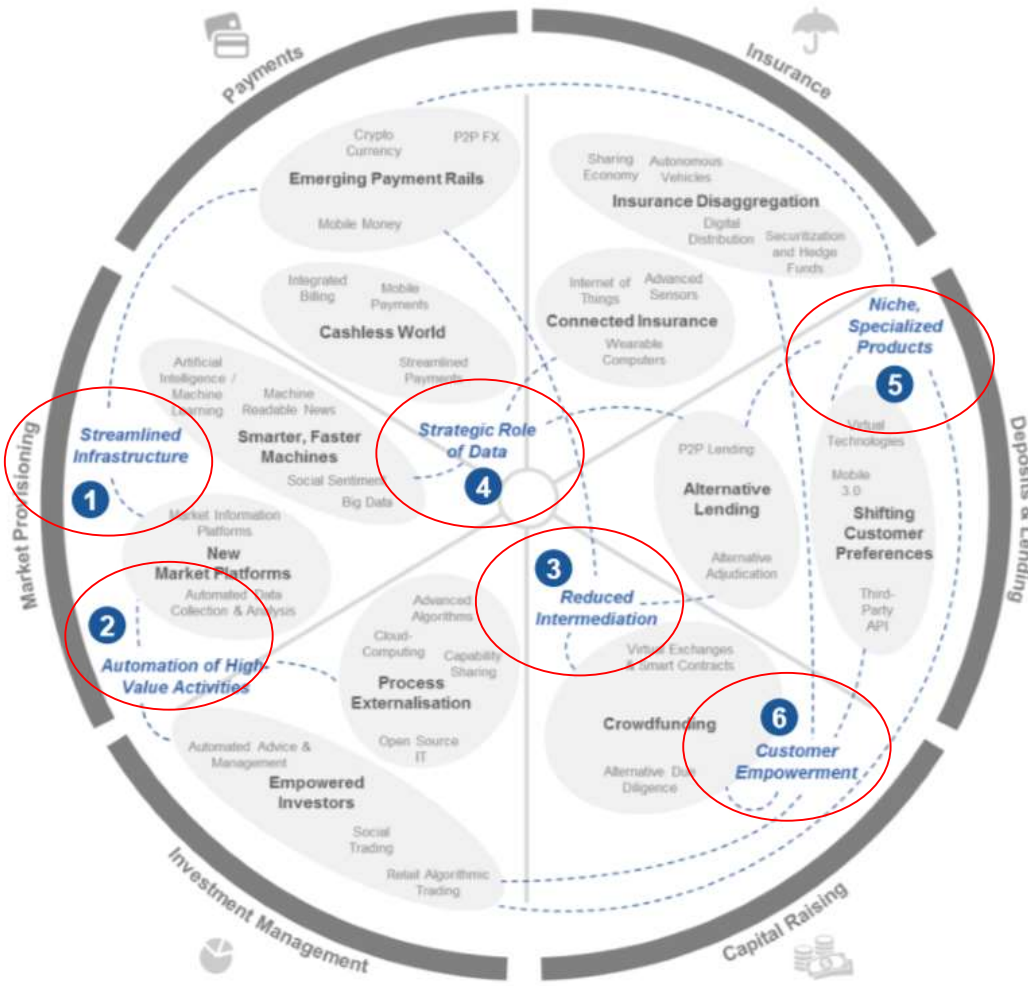 Payments
Insurance
Crypto
Currency
P2P FX
Emerging Payment Rails
Mobile Money
Sharing
Economy
Autonomous
Vehicles
Insurance Disaggregation
Digital
Distribution
Securitization
and Hedge
Funds
Integrated
Billing
Mobile
Payments
Cashless World
Streamlined
Payments
Internet of
Things
Advanced
Sensors
Connected Insurance
Wearable
Computers
Niche,
Specialized
Products
5
Artificial
Intelligence /
Machine
Learning
Machine
Readable News
Smarter, Faster
Machines
Social Sentiment
Big Data
Streamlined
Infrastructure
1
Strategic Role
of Data
4
P2P Lending
Alternative
Lending
Alternative
Adjudication
Virtual
Technologies
Mobile
3.0
Shifting
Customer
Preferences
Third-
Party
API
Market Provisioning
Deposits & Lending
Market Information
Platforms
New
Market Platforms
Automated Data
Collection & Analysis
2
Automation of High-
Value Activities
3
Reduced
Intermediation
Advanced
Algorithms
Cloud-
Computing
Capability
Sharing
Process
Externalisation
Open Source
IT
Virtual Exchanges
& Smart Contracts
Crowdfunding
Alternative Due
Diligence
6
Customer
Empowerment
Automated Advice &
Management
Empowered
Investors
Social
Trading
Retail Algorithmic
Trading
Investment Management
Capital Raising